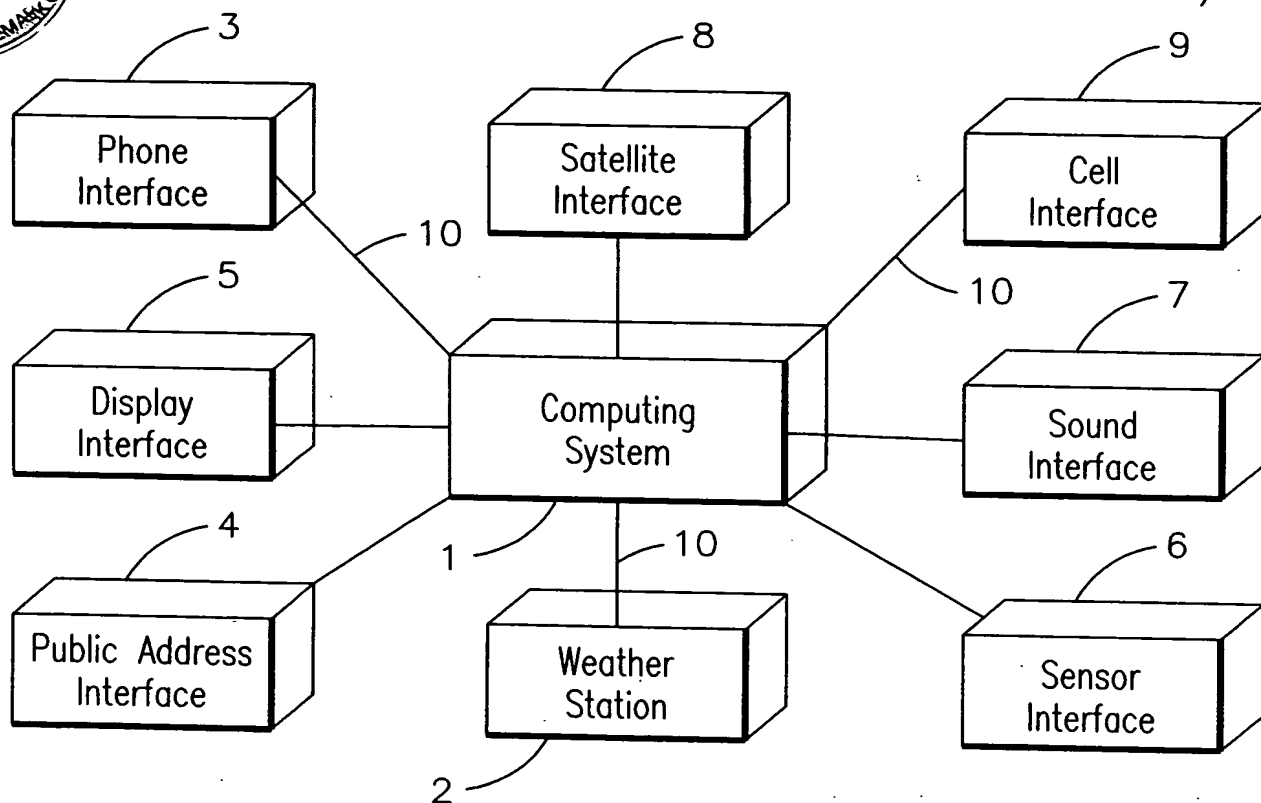 3
8
9
Phone
Interface
Satellite
Interface
Cell
Interface
10
10
5
7
Display
Interface
Computing
System
Sound
Interface
4
1
10
6
Public Address
Interface
Weather
Station
Sensor
Interface
2